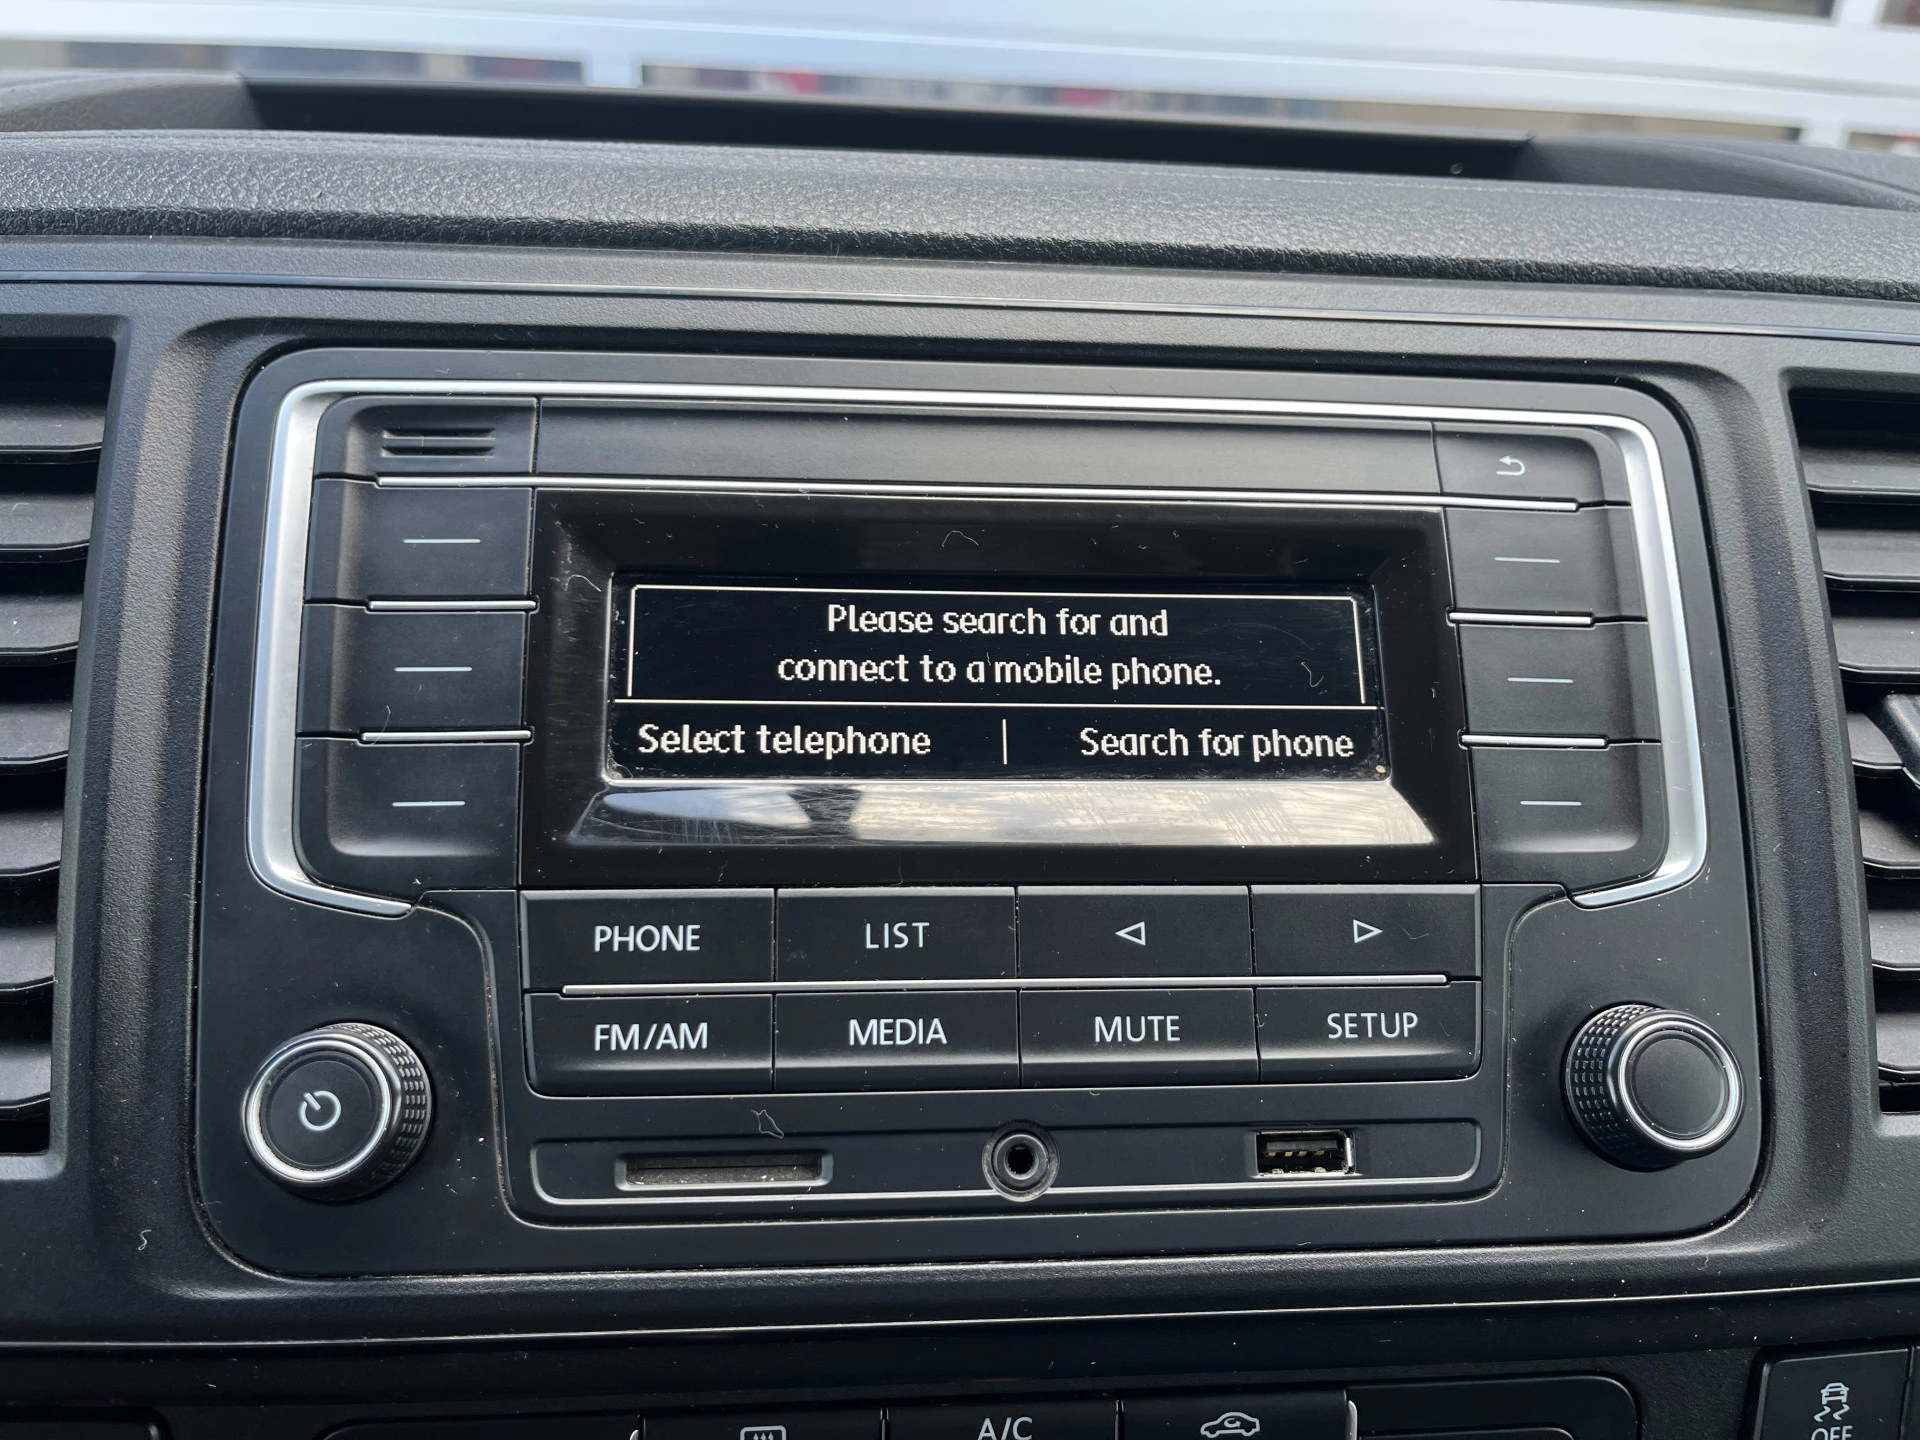 Please search for and
connect to a mobile phone.
Select telephone | Search for phone
PHONE LIST
FM/AM MEDIA MUTE SETUP
A/C
OFF